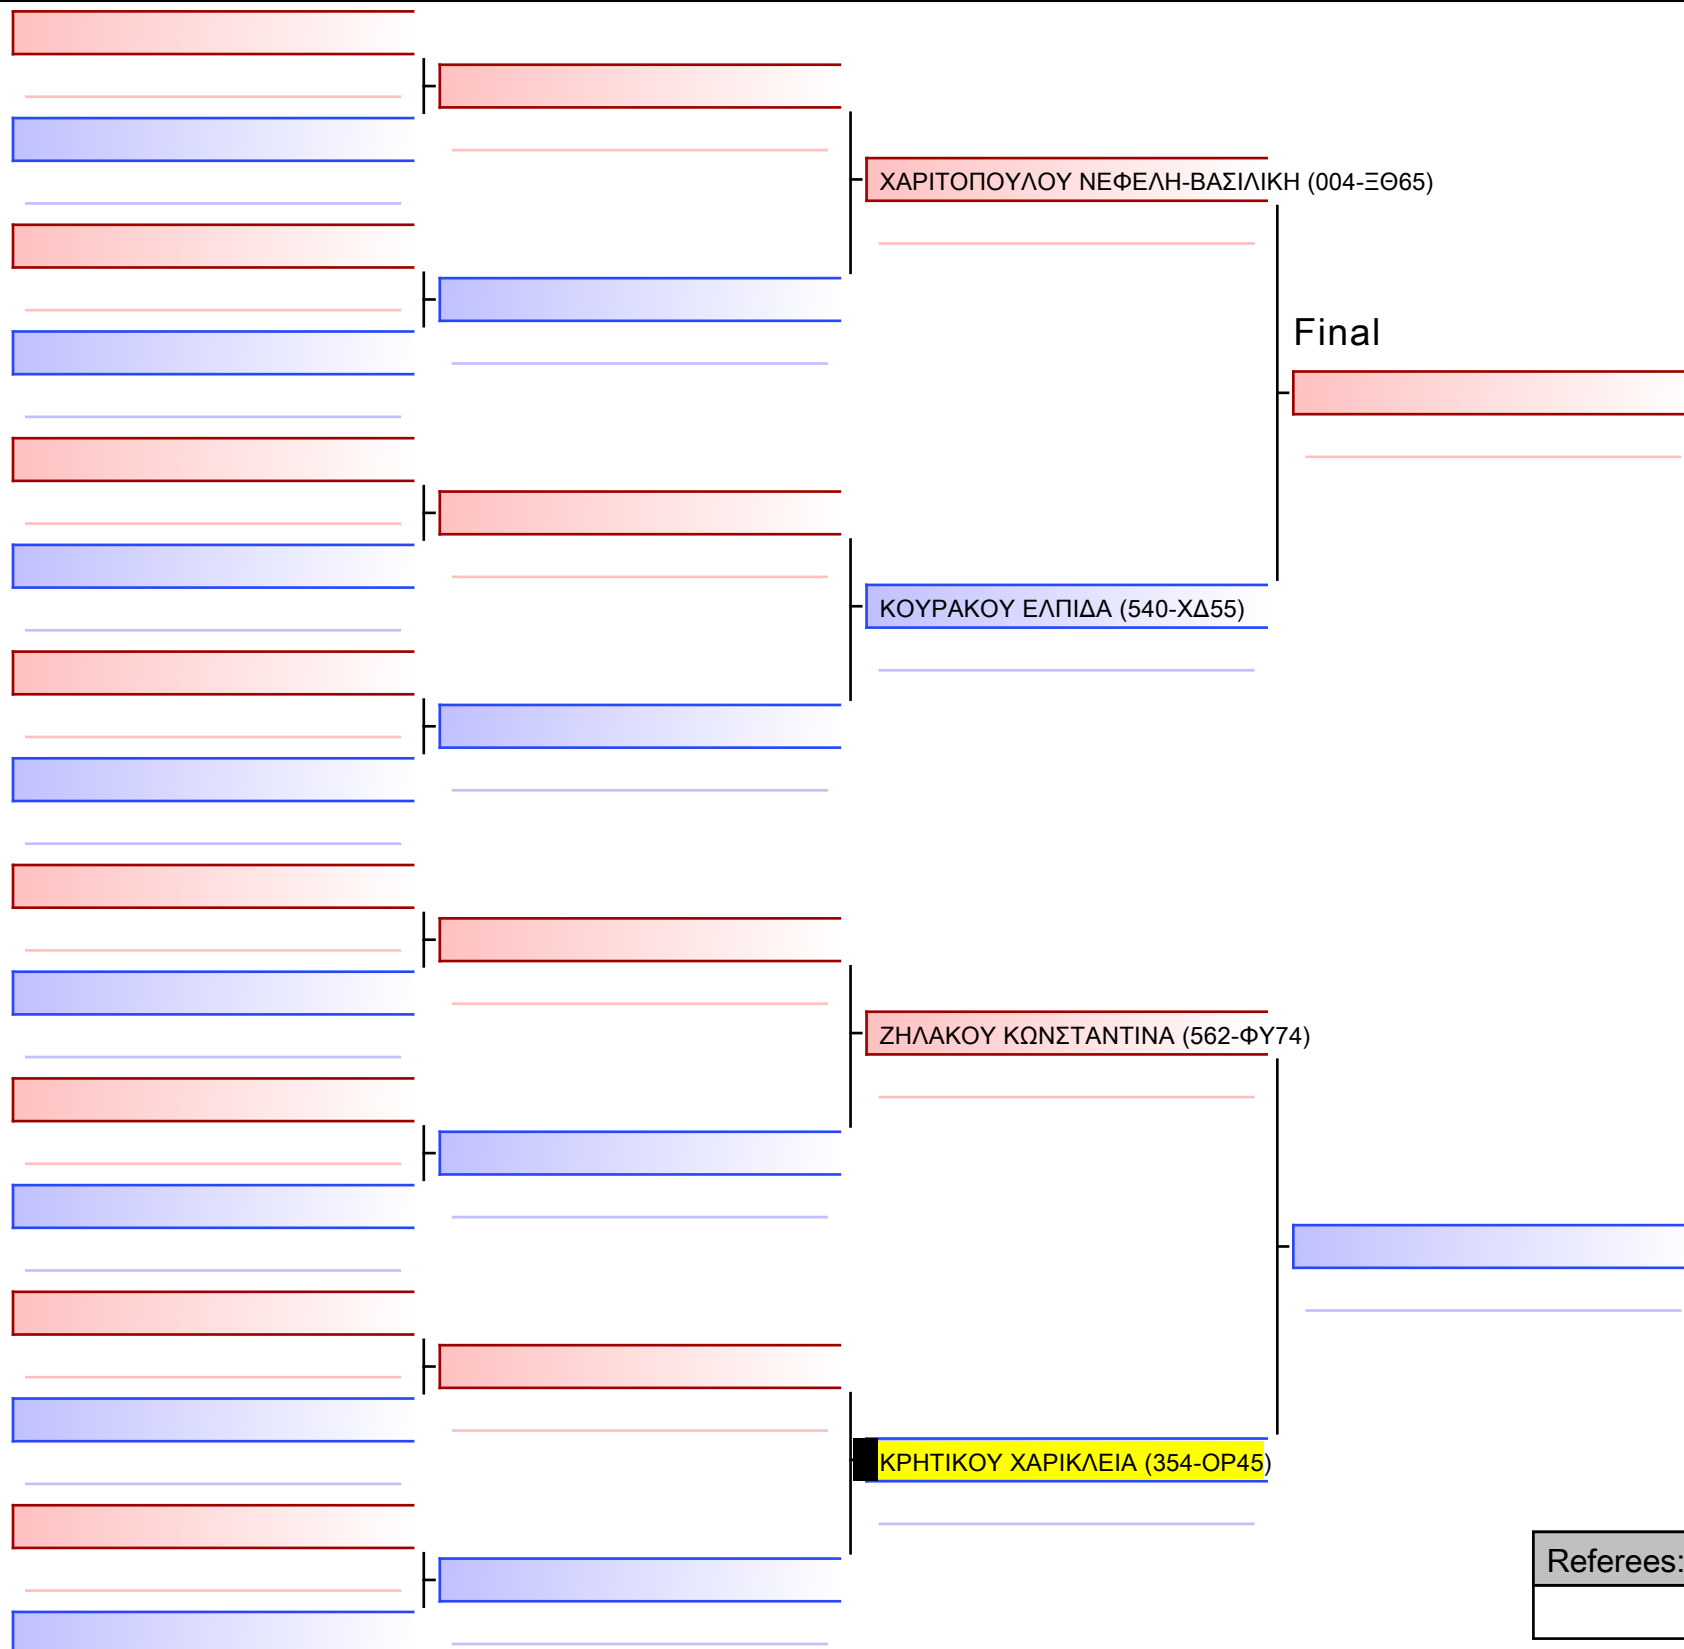 ΧΑΡΙΤΟΠΟΥΛΟΥ ΝΕΦΕΛΗ-ΒΑΣΙΛΙΚΗ (004-ΞΘ65)
Final
ΚΟΥΡΑΚΟΥ ΕΛΠΙΔΑ (540-ΧΔ55)
ΖΗΛΑΚΟΥ ΚΩΝΣΤΑΝΤΙΝΑ (562-ΦΥ74)
ΚΡΗΤΙΚΟΥ ΧΑΡΙΚΛΕΙΑ (354-ΟΡ45)
Referees: